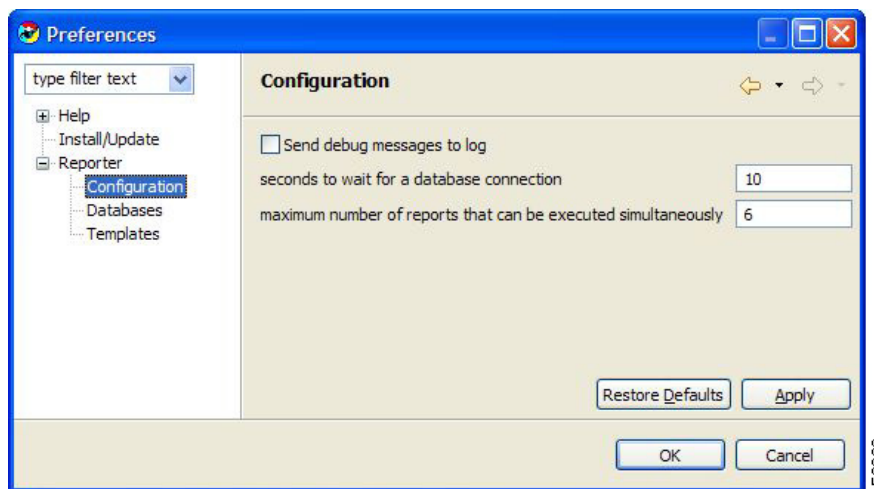 Preferences
type filter text
Help
Install/Update
Reporter
Configuration
Databases
Templates
Configuration
Send debug messages to log
seconds to wait for a database connection 10
maximum number of reports that can be executed simultaneously 6
Restore Defaults Apply
OK Cancel